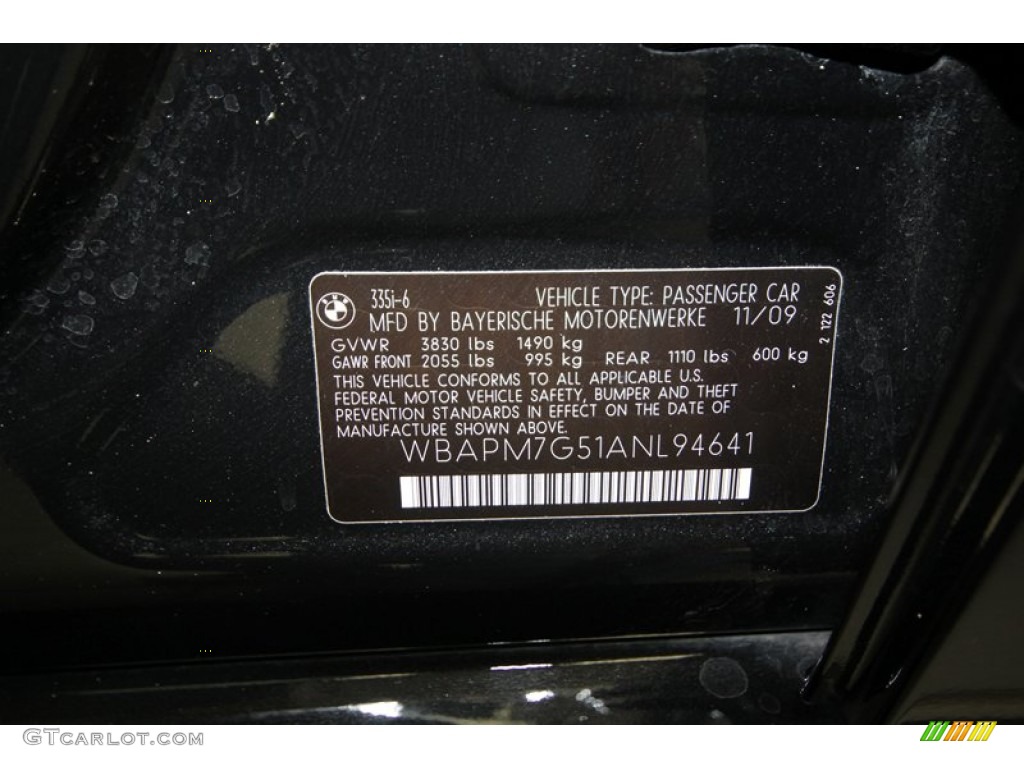 BMW
335i-6 VEHICLE TYPE: PASSENGER CAR
MFD BY BAYERISCHE MOTORENWERKE 11/09
GVWR 3830 lbs 1490 kg
GAWR FRONT 2055 lbs 995 kg REAR 1110 lbs 600 kg
THIS VEHICLE CONFORMS TO ALL APPLICABLE U.S.
FEDERAL MOTOR VEHICLE SAFETY, BUMPER AND THEFT
PREVENTION STANDARDS IN EFFECT ON THE DATE OF
MANUFACTURE SHOWN ABOVE.
WBAPM7G51ANL94641
2 122 606
GTCARLOT.COM